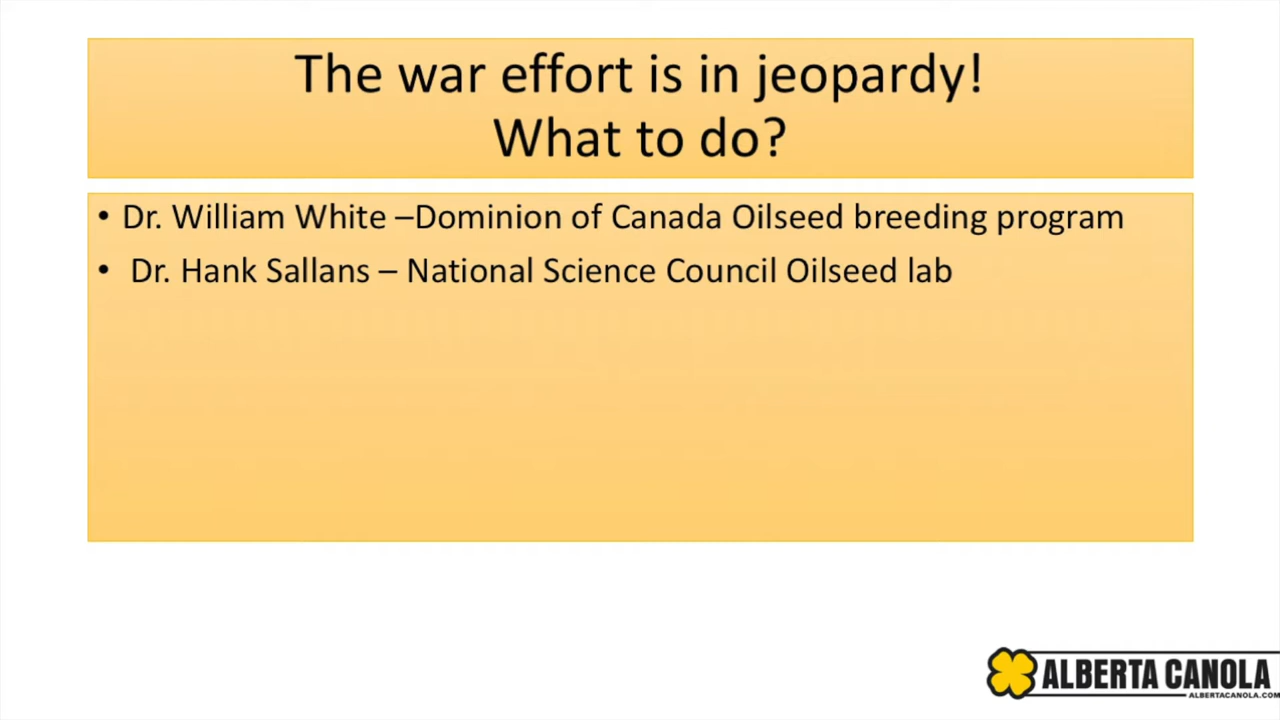 The war effort is in jeopardy!
What to do?
• Dr. William White –Dominion of Canada Oilseed breeding program
• Dr. Hank Sallans – National Science Council Oilseed lab
ALBERTA CANOLA
ALBERTACANOLA.COM